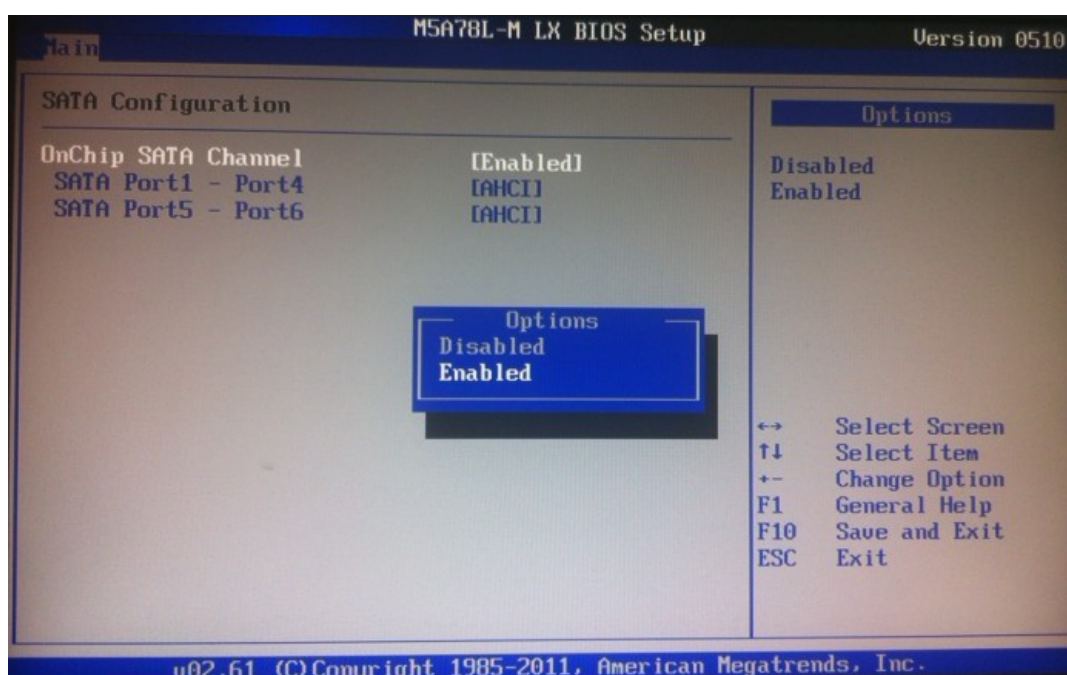 M5A78L-M LX BIOS Setup Version 0510
Main
SATA Configuration
OnChip SATA Channel [Enabled]
SATA Port1 - Port4 [AHCI]
SATA Port5 - Port6 [AHCI]
Options
Disabled
Enabled
Options
Disabled
Enabled
←→ Select Screen
↑↓ Select Item
+- Change Option
F1 General Help
F10 Save and Exit
ESC Exit
v02.61 (C)Copyright 1985-2011, American Megatrends, Inc.